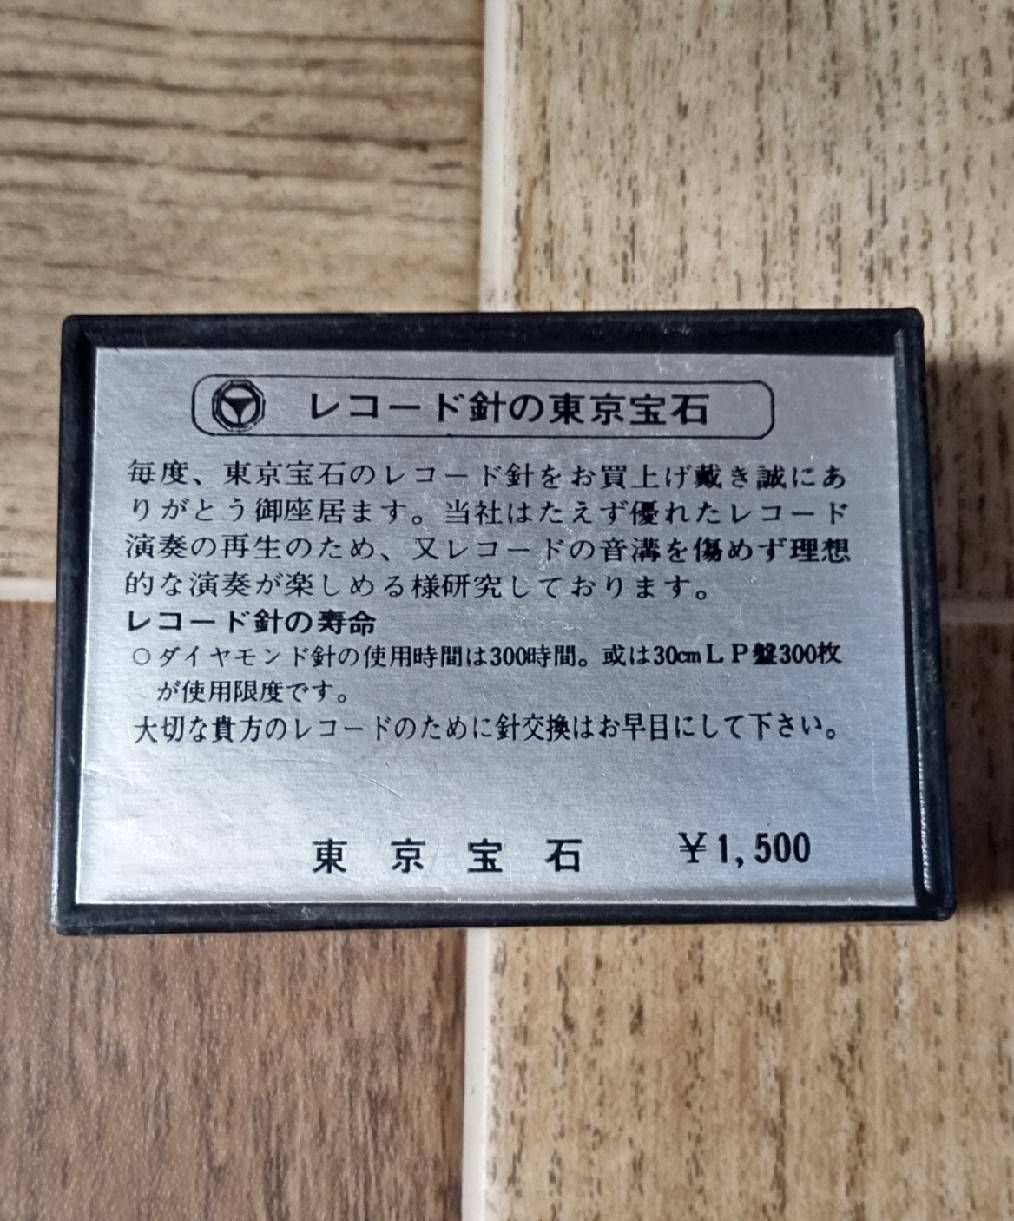 レコード針の東京宝石
毎度、東京宝石のレコード針をお買上げ戴き誠にあ
りがとう御座居ます。当社はたえず優れたレコード
演奏の再生のため、又レコードの音溝を傷めず理想
的な演奏が楽しめる様研究しております。
レコード針の寿命
○ダイヤモンド針の使用時間は300時間。或は30cmＬＰ盤300枚
が使用限度です。
大切な貴方のレコードのために針交換はお早目にして下さい。
東京宝石 ￥1,500